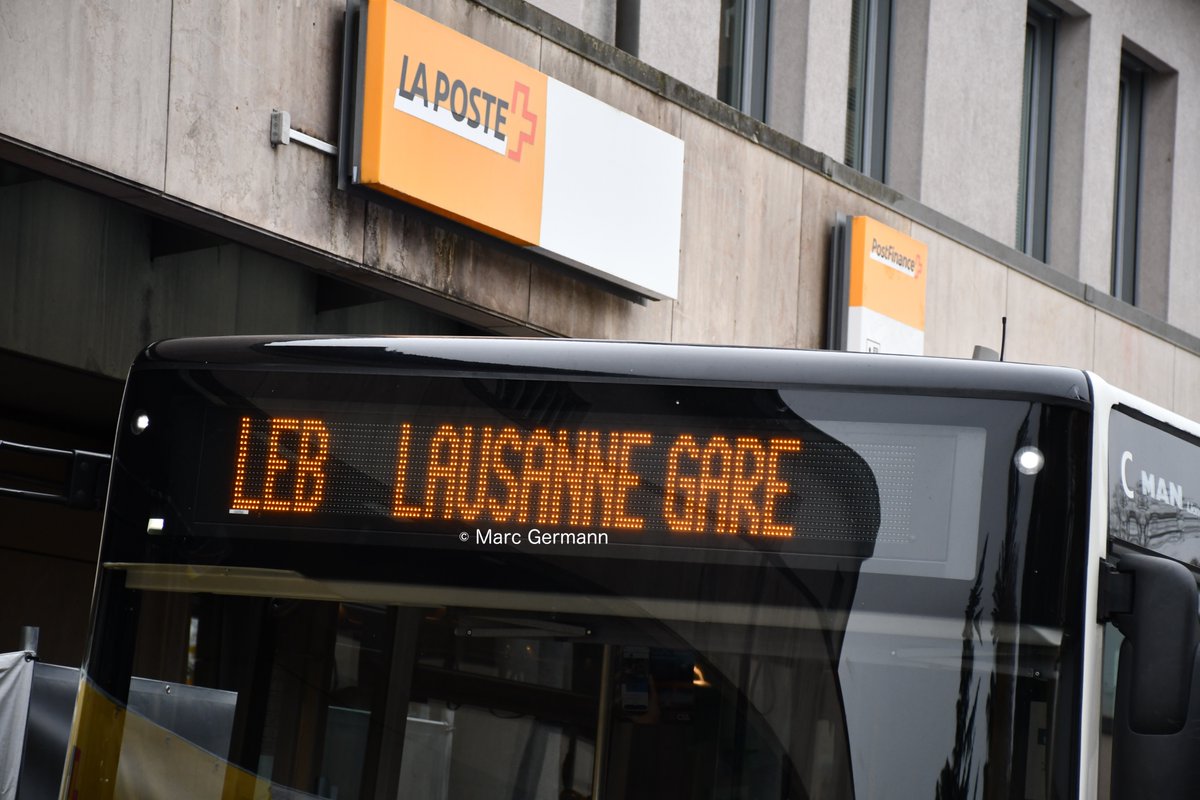 LA POSTE
PostFinance
LEB LAUSANNE GARE
© Marc Germann
C MAN